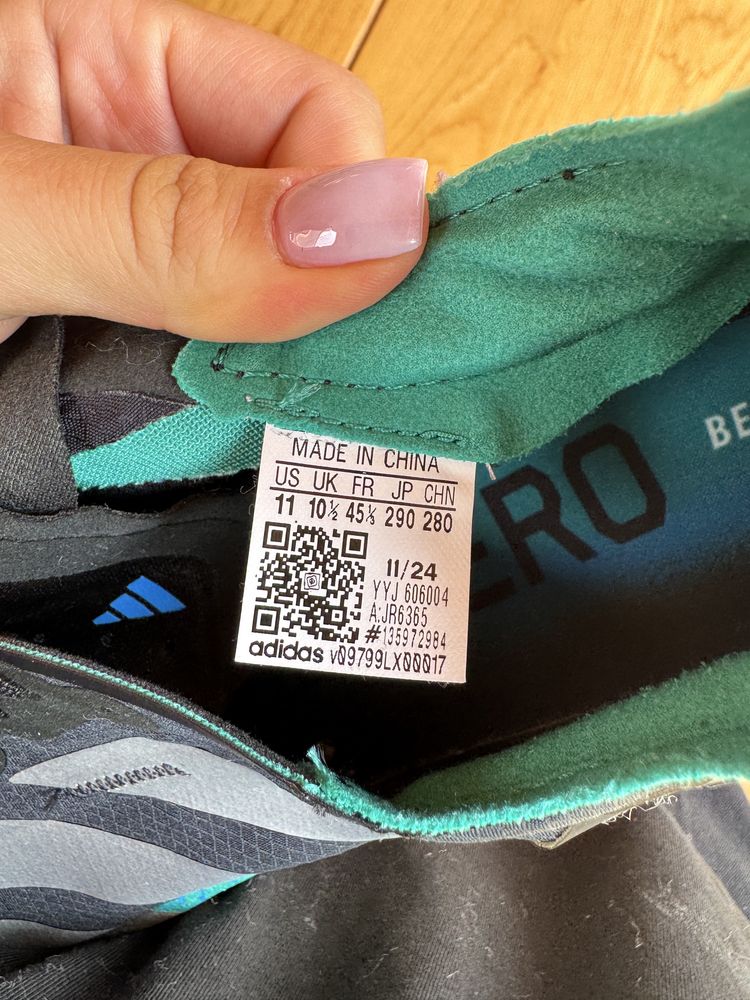 MADE IN CHINA
US UK FR JP CHN
11 10½ 45⅓ 290 280
11/24
YYJ 606004
A:JR6365
#135972984
adidas v09799LX00017
ERO
BE